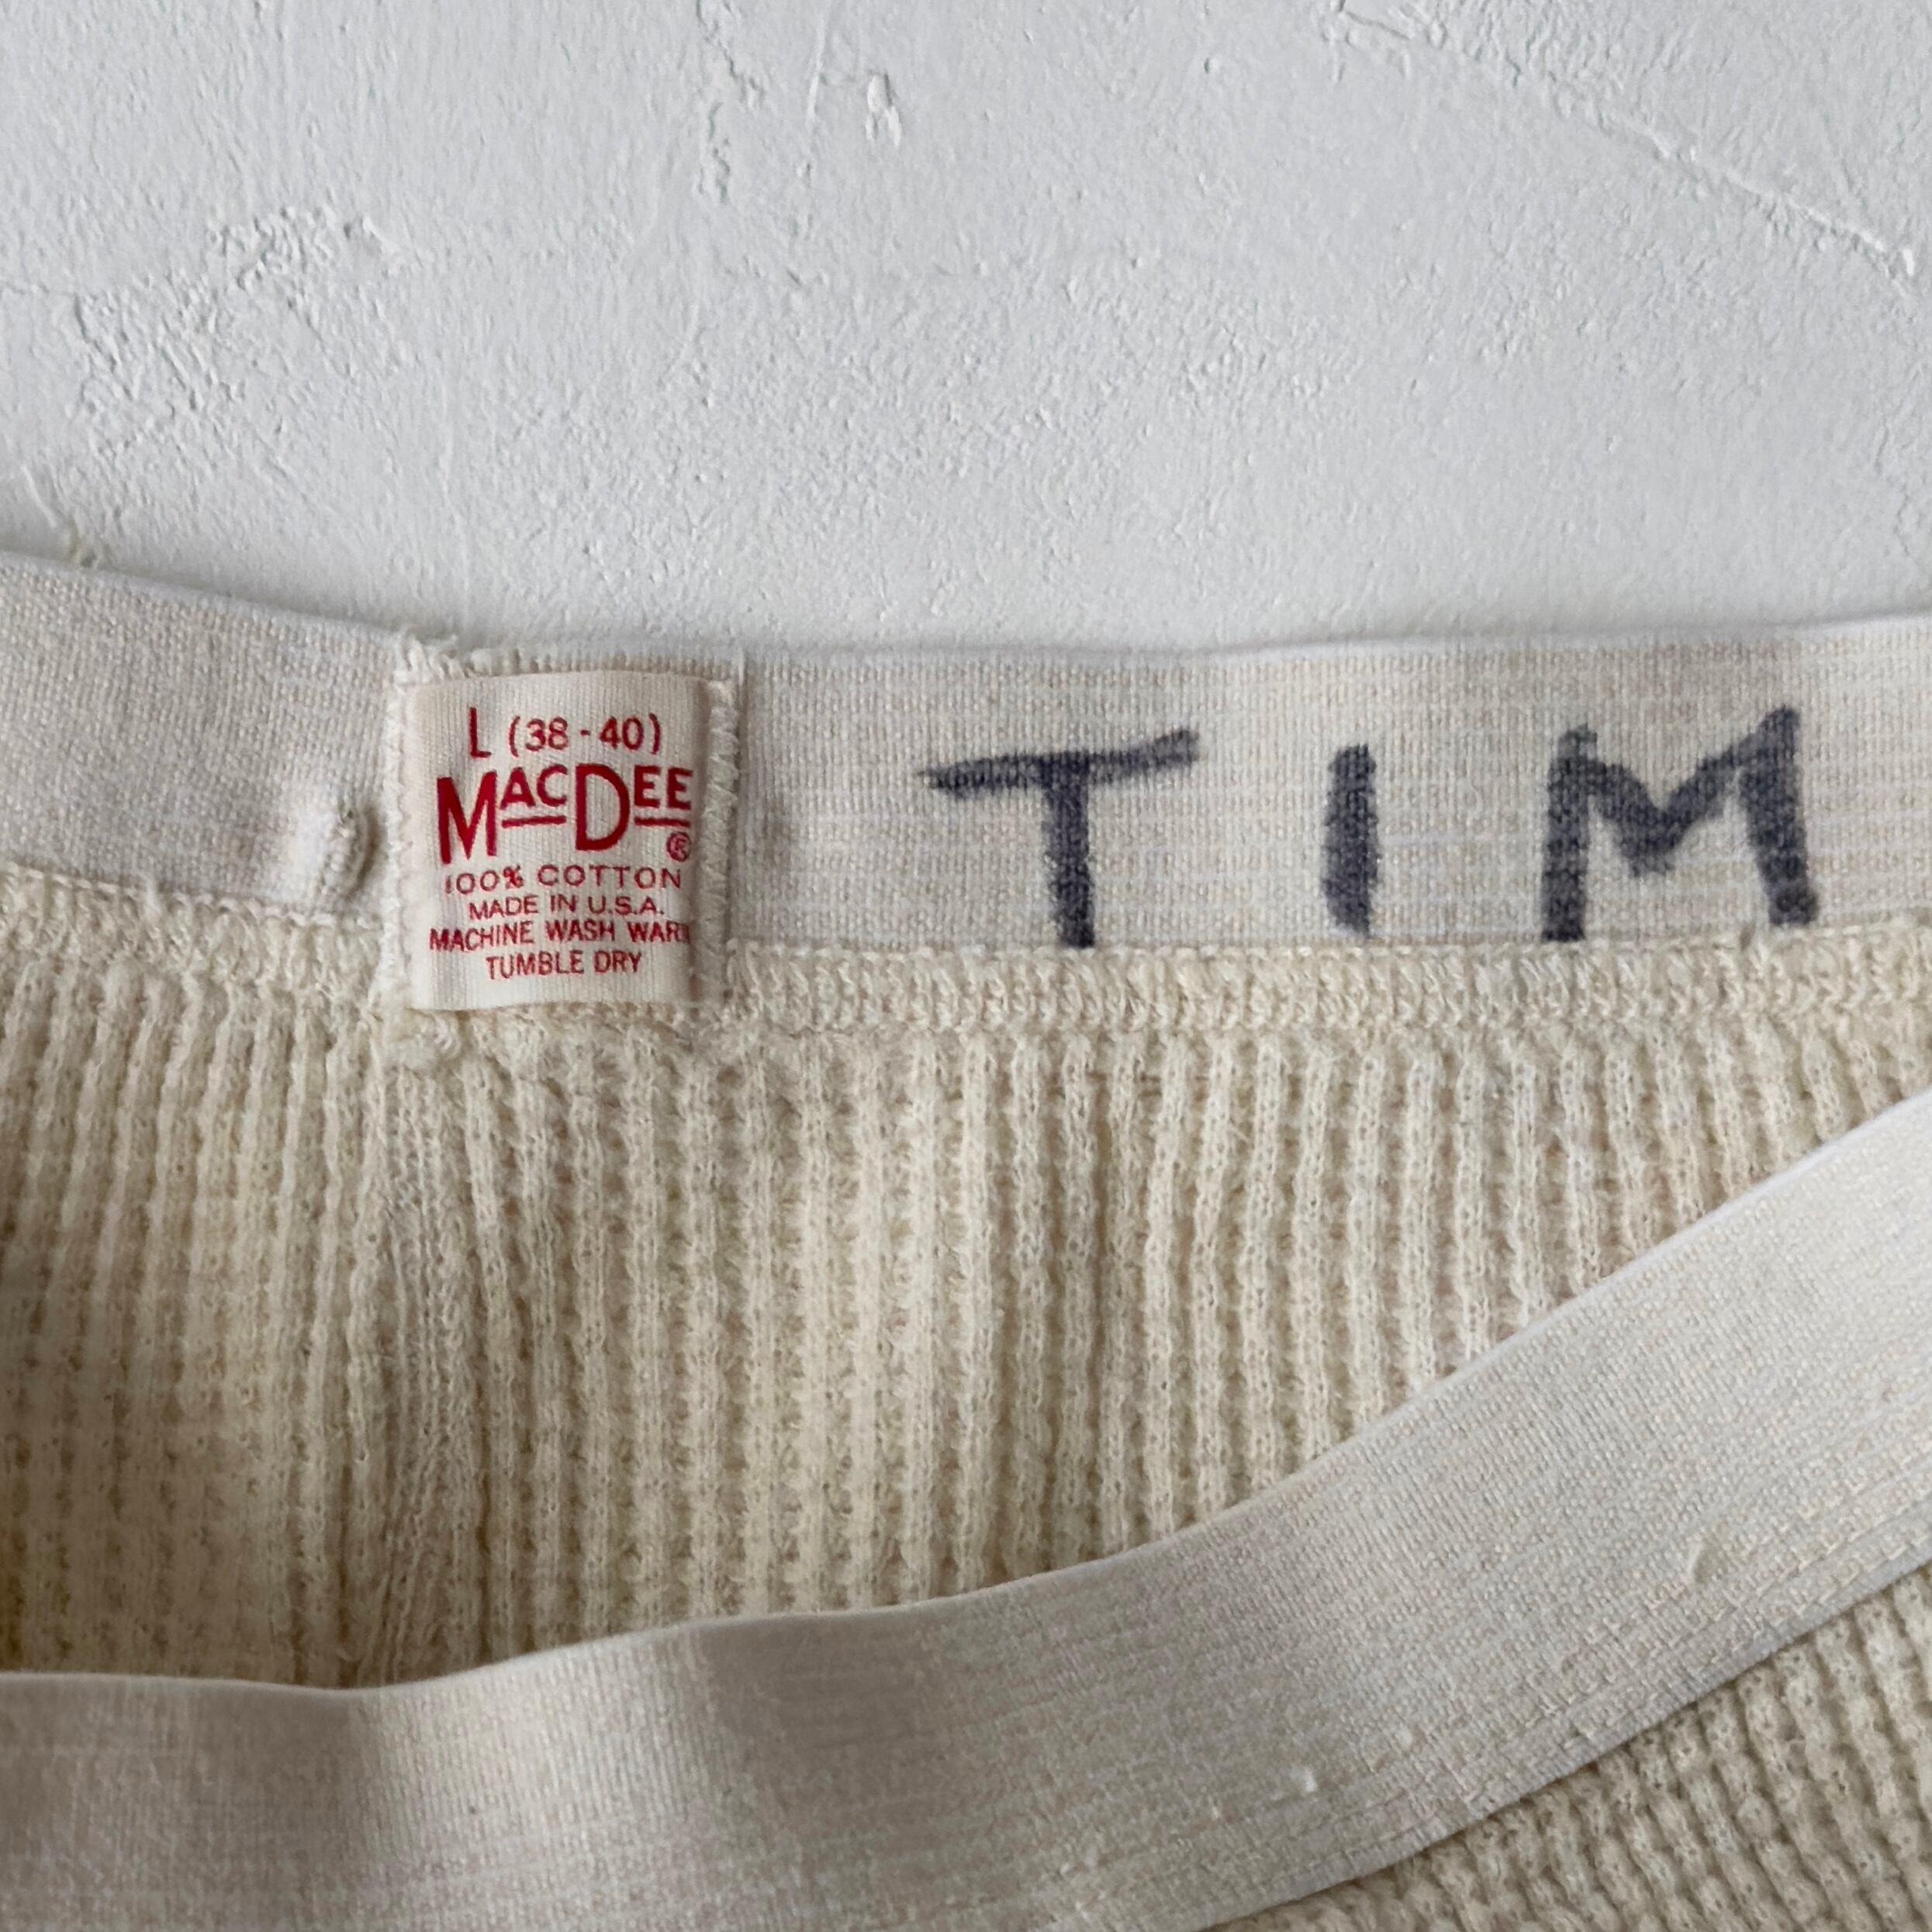 L (38-40)
MACDEE
®
100% COTTON
MADE IN U.S.A.
MACHINE WASH WARM
TUMBLE DRY
TIM